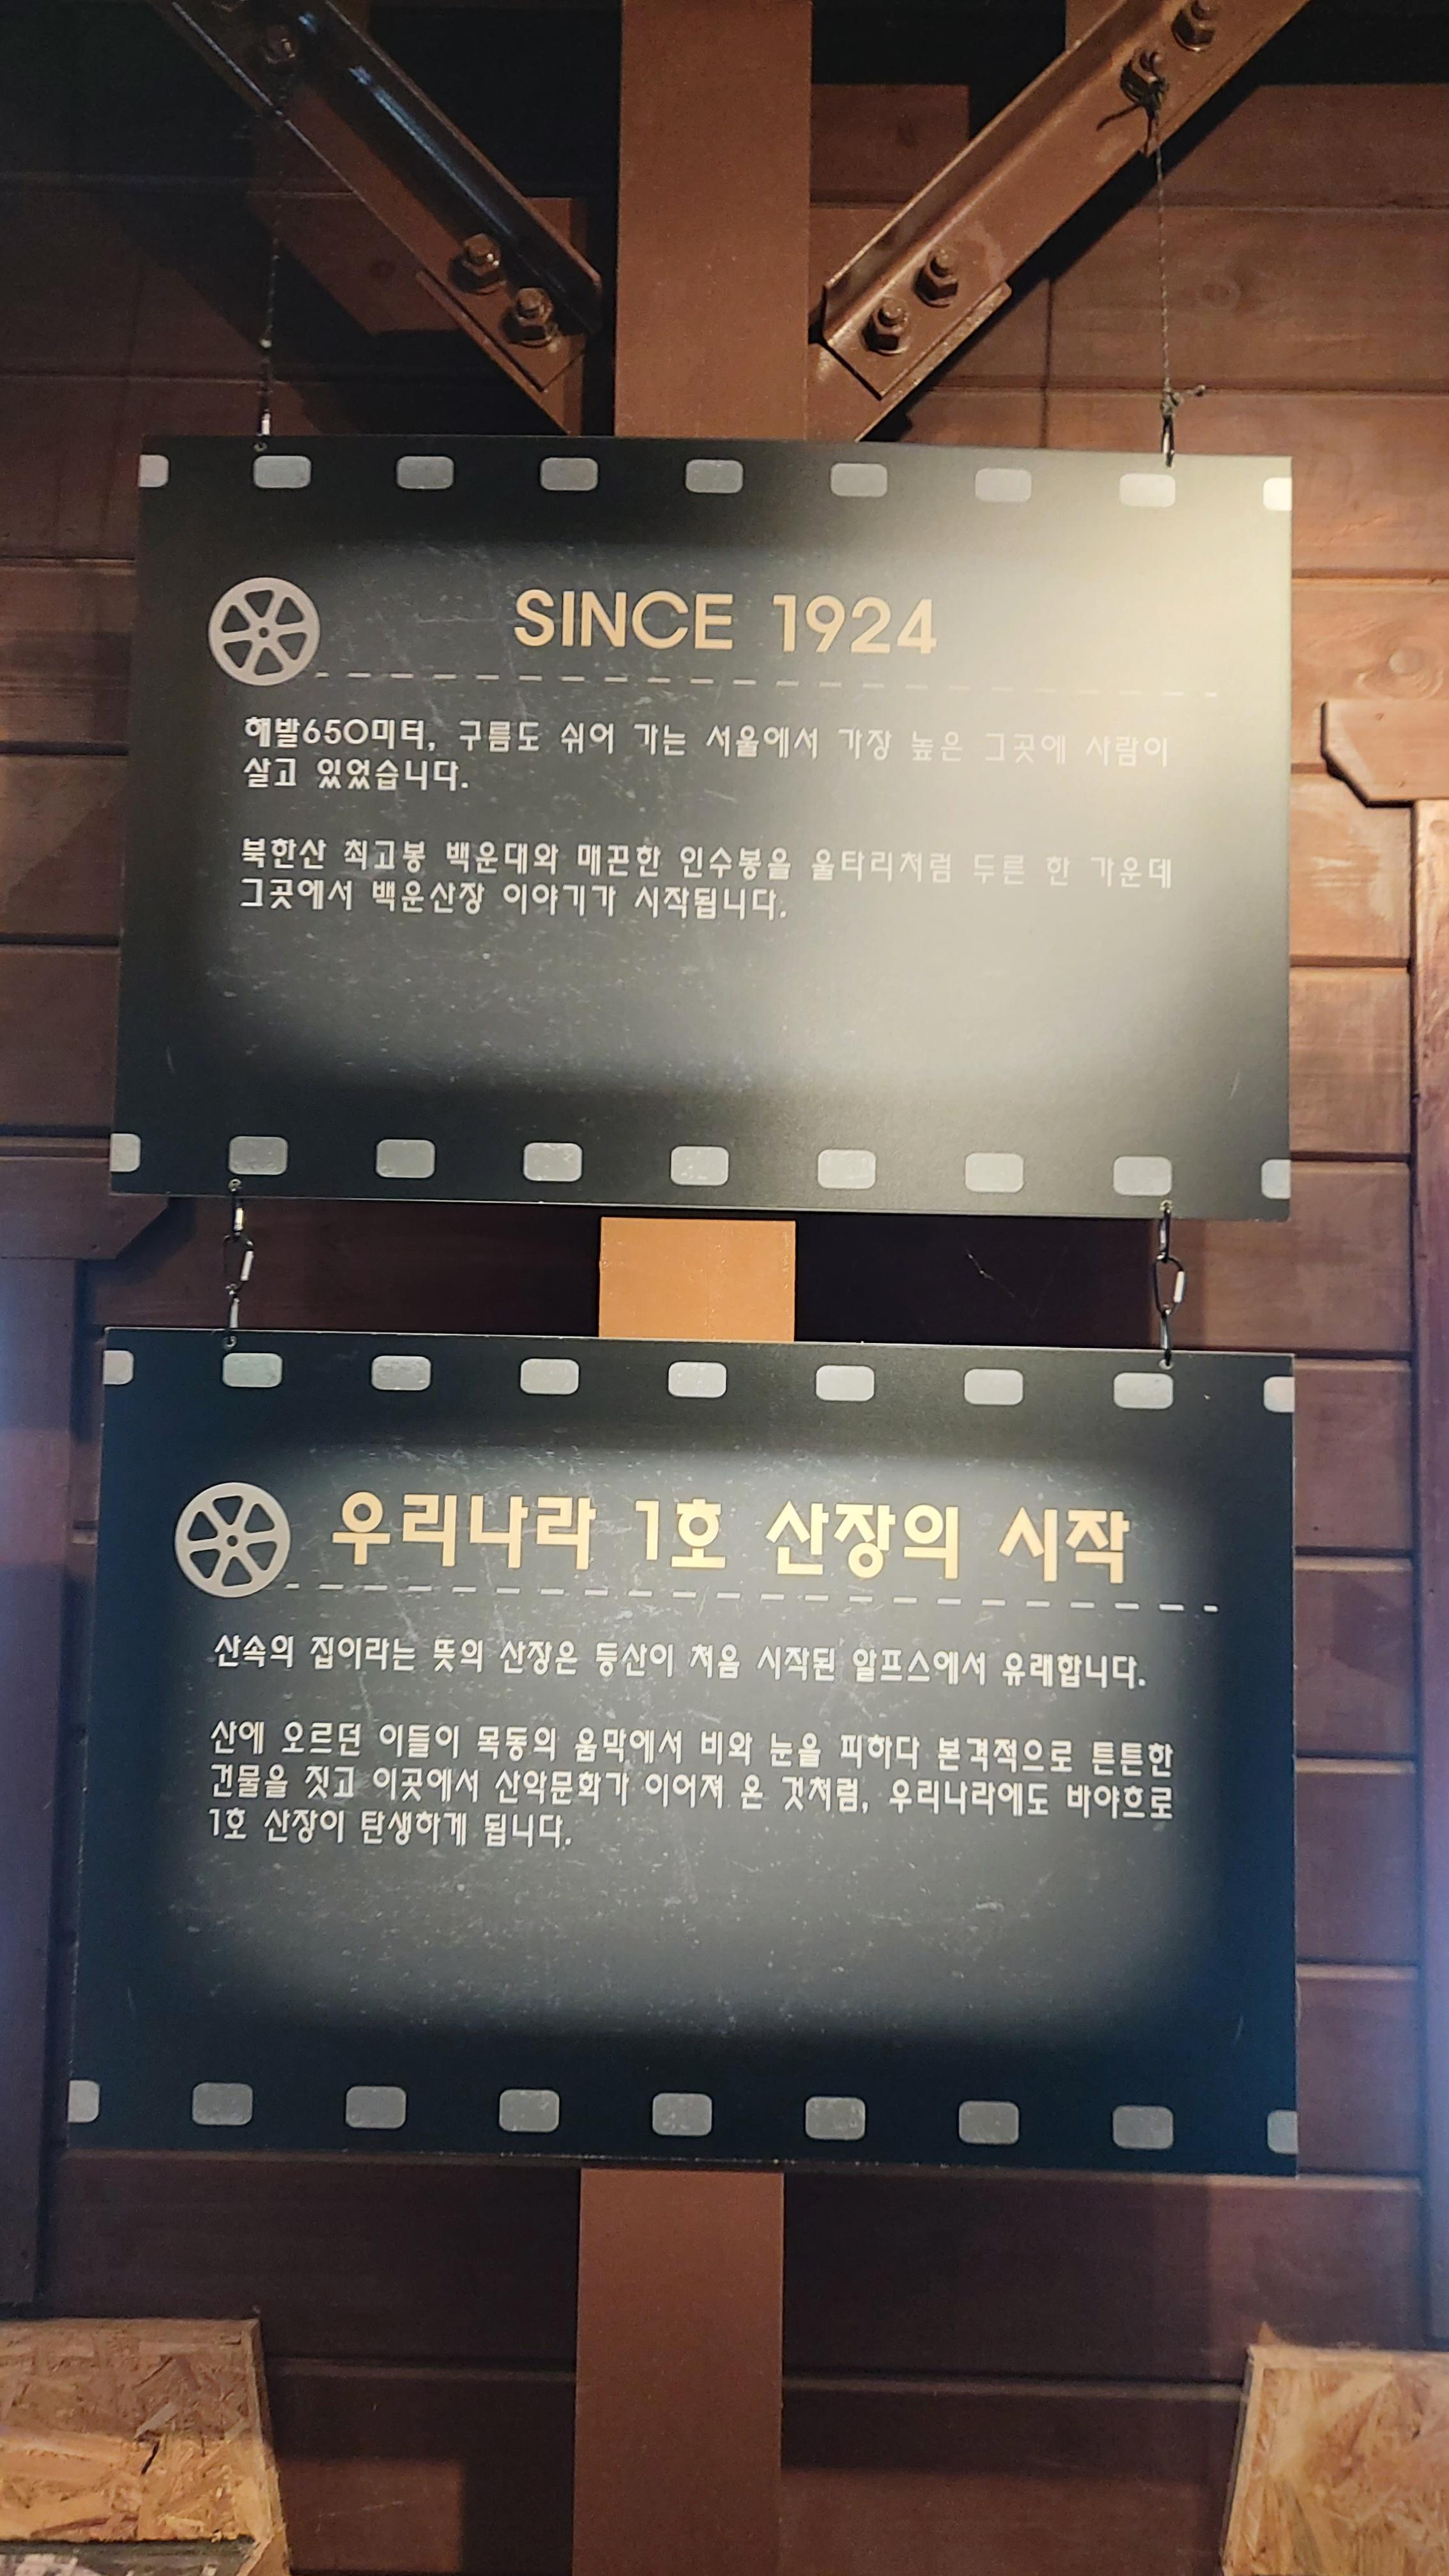 SINCE 1924
해발650미터, 구름도 쉬어 가는 서울에서 가장 높은 그곳에 사람이
살고 있었습니다.
북한산 최고봉 백운대와 매끈한 인수봉을 울타리처럼 두른 한 가운데
그곳에서 백운산장 이야기가 시작됩니다.
우리나라 1호 산장의 시작
산속의 집이라는 뜻의 산장은 등산이 처음 시작된 알프스에서 유래합니다.
산에 오르던 이들이 목동의 움막에서 비와 눈을 피하다 본격적으로 튼튼한
건물을 짓고 이곳에서 산악문화가 이어져 온 것처럼, 우리나라에도 바야흐로
1호 산장이 탄생하게 됩니다.